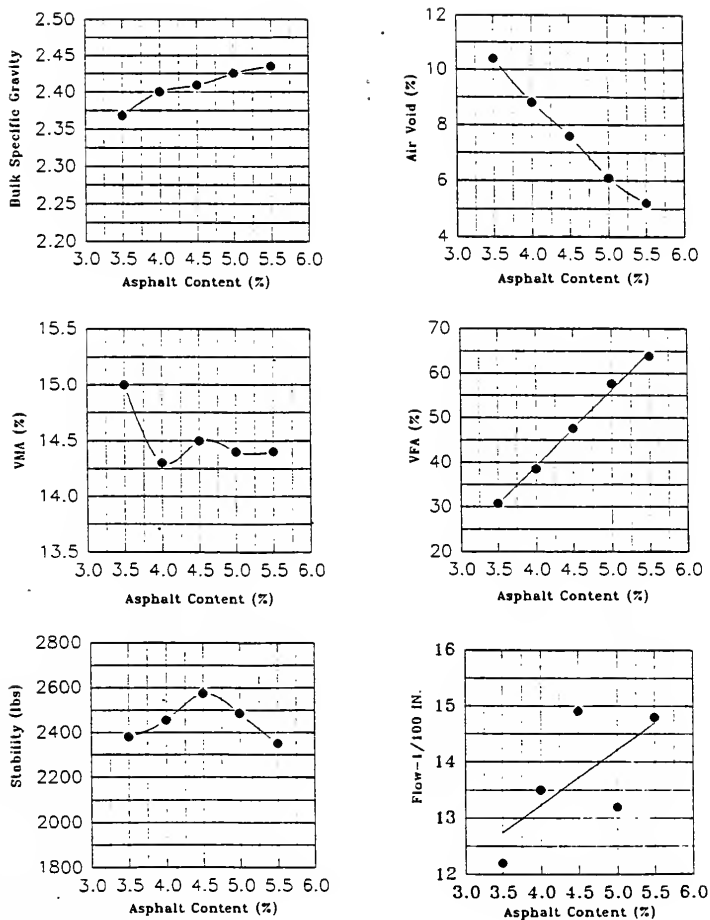 2.50
2.45
2.40
2.35
2.30
2.25
2.20
Bulk Specific Gravity
3.0 3.5 4.0 4.5 5.0 5.5 6.0
Asphalt Content (%)
12
10
8
6
4
Air Void (%)
3.0 3.5 4.0 4.5 5.0 5.5 6.0
Asphalt Content (%)
15.5
15.0
14.5
14.0
13.5
VMA (%)
3.0 3.5 4.0 4.5 5.0 5.5 6.0
Asphalt Content (%)
70
60
50
40
30
20
VFA (%)
3.0 3.5 4.0 4.5 5.0 5.5 6.0
Asphalt Content (%)
2800
2600
2400
2200
2000
1800
Stability (lbs)
3.0 3.5 4.0 4.5 5.0 5.5 6.0
Asphalt Content (%)
16
15
14
13
12
Flow-1/100 IN.
3.0 3.5 4.0 4.5 5.0 5.5 6.0
Asphalt Content (%)